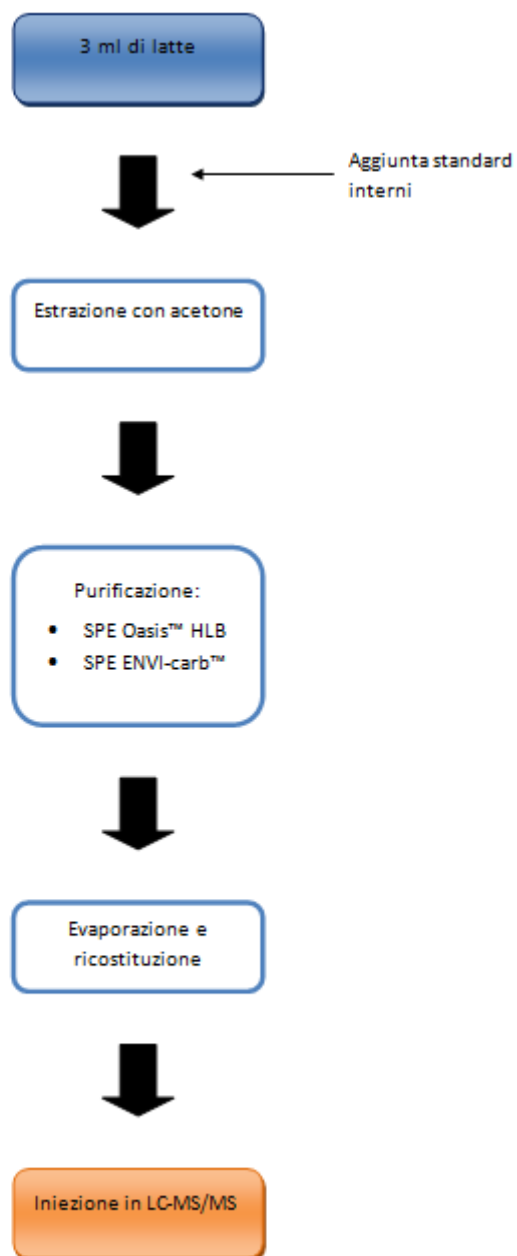 3 ml di latte
Aggiunta standard
interni
Estrazione con acetone
Purificazione:
• SPE Oasis™ HLB
• SPE ENVI-carb™
Evaporazione e
ricostituzione
Iniezione in LC-MS/MS